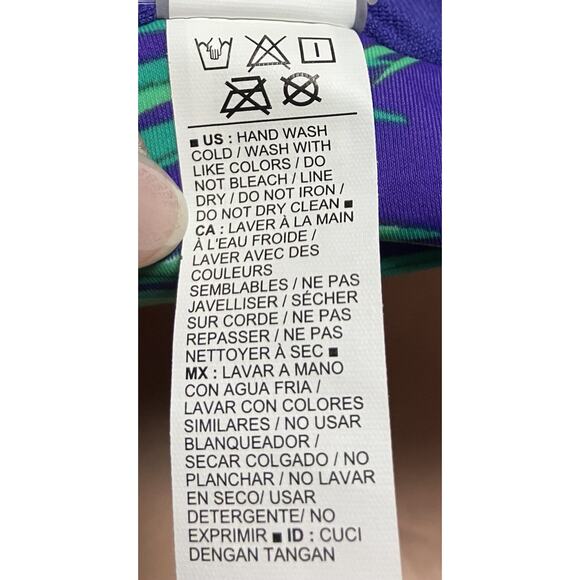 ■ US : HAND WASH
COLD / WASH WITH
LIKE COLORS / DO
NOT BLEACH / LINE
DRY / DO NOT IRON /
DO NOT DRY CLEAN ■
CA : LAVER À LA MAIN
À L'EAU FROIDE /
LAVER AVEC DES
COULEURS
SEMBLABLES / NE PAS
JAVELLISER / SÉCHER
SUR CORDE / NE PAS
REPASSER / NE PAS
NETTOYER À SEC ■
MX : LAVAR A MANO
CON AGUA FRIA /
LAVAR CON COLORES
SIMILARES / NO USAR
BLANQUEADOR /
SECAR COLGADO / NO
PLANCHAR / NO LAVAR
EN SECO/ USAR
DETERGENTE/ NO
EXPRIMIR ■ ID : CUCI
DENGAN TANGAN